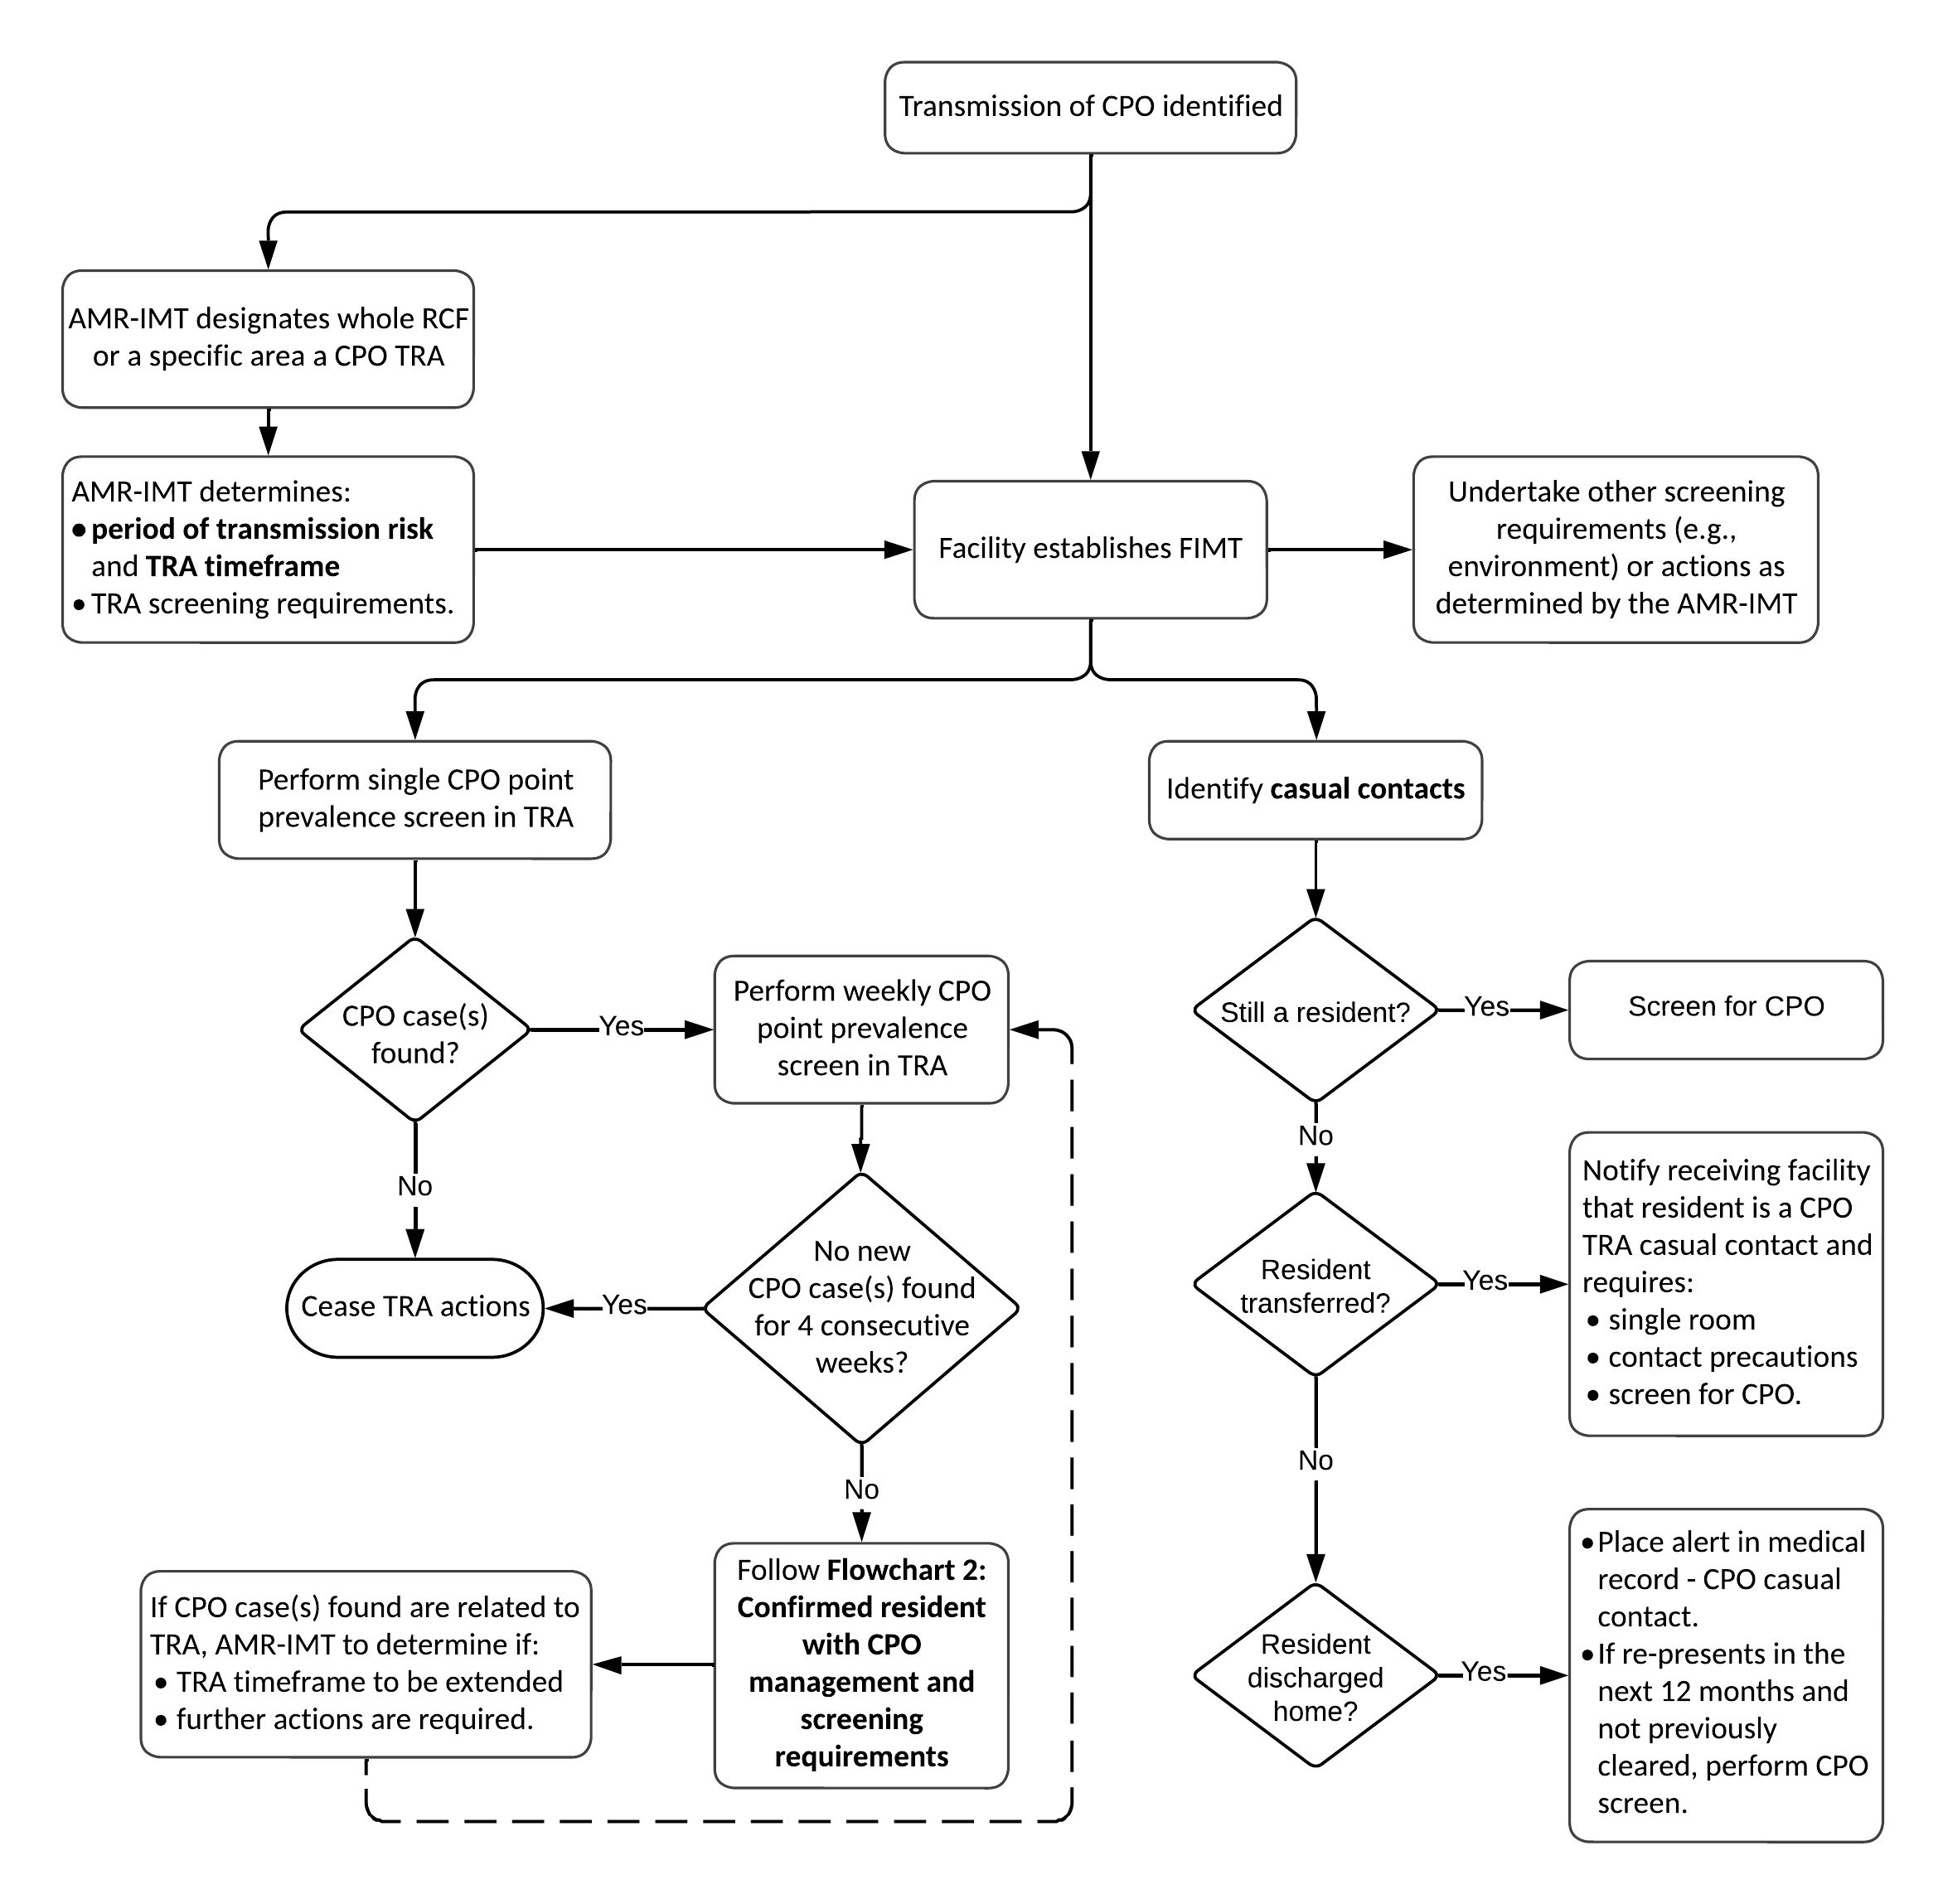 Transmission of CPO identified
AMR-IMT designates whole RCF
or a specific area a CPO TRA
AMR-IMT determines:
• period of transmission risk
and TRA timeframe
• TRA screening requirements.
Facility establishes FIMT
Undertake other screening
requirements (e.g.,
environment) or actions as
determined by the AMR-IMT
Perform single CPO point
prevalence screen in TRA
CPO case(s)
found?
Yes
Perform weekly CPO
point prevalence
screen in TRA
No
Cease TRA actions
Yes
No new
CPO case(s) found
for 4 consecutive
weeks?
No
Follow Flowchart 2:
Confirmed resident
with CPO
management and
screening
requirements
If CPO case(s) found are related to
TRA, AMR-IMT to determine if:
• TRA timeframe to be extended
• further actions are required.
Identify casual contacts
Still a resident?
Yes
Screen for CPO
No
Resident
transferred?
Yes
Notify receiving facility
that resident is a CPO
TRA casual contact and
requires:
• single room
• contact precautions
• screen for CPO.
No
Resident
discharged
home?
Yes
• Place alert in medical
record - CPO casual
contact.
• If re-presents in the
next 12 months and
not previously
cleared, perform CPO
screen.